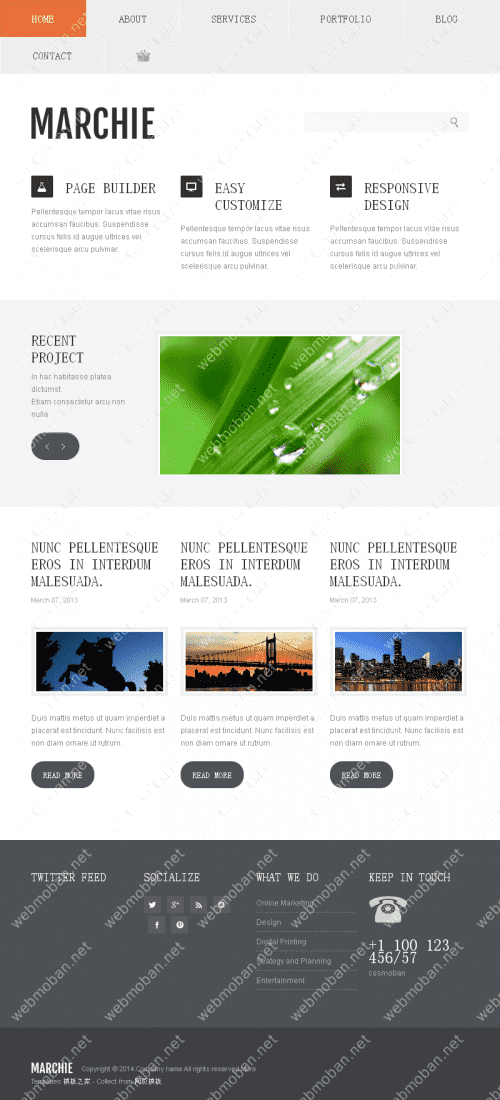 HOME ABOUT SERVICES PORTFOLIO BLOG
CONTACT
MARCHIE
PAGE BUILDER
Pellentesque tempor lacus vitae risus
accumsan faucibus. Suspendisse
cursus felis id augue ultrices vel
scelerisque arcu pulvinar.
EASY
CUSTOMIZE
Pellentesque tempor lacus vitae risus
accumsan faucibus. Suspendisse
cursus felis id augue ultrices vel
scelerisque arcu pulvinar.
RESPONSIVE
DESIGN
Pellentesque tempor lacus vitae risus
accumsan faucibus. Suspendisse
cursus felis id augue ultrices vel
scelerisque arcu pulvinar.
RECENT
PROJECT
In hac habitasse platea
dictumst.
Etiam consectetur arcu non
nulla
NUNC PELLENTESQUE
EROS IN INTERDUM
MALESUADA.
March 07, 2013
Duis mattis metus ut quam imperdiet a
placerat est tincidunt. Nunc facilisis est
non diam ornare ut rutrum.
READ MORE
NUNC PELLENTESQUE
EROS IN INTERDUM
MALESUADA.
March 07, 2013
Duis mattis metus ut quam imperdiet a
placerat est tincidunt. Nunc facilisis est
non diam ornare ut rutrum.
READ MORE
NUNC PELLENTESQUE
EROS IN INTERDUM
MALESUADA.
March 07, 2013
Duis mattis metus ut quam imperdiet a
placerat est tincidunt. Nunc facilisis est
non diam ornare ut rutrum.
READ MORE
TWITTER FEED
SOCIALIZE
WHAT WE DO
Online Marketing
Design
Digital Printing
Strategy and Planning
Entertainment
KEEP IN TOUCH
+1 100 123
456/57
cssmoban
MARCHIE Copyright © 2014.Company name All rights reserved.More
Templates 模板之家 - Collect from 网页模板
webmoban.net